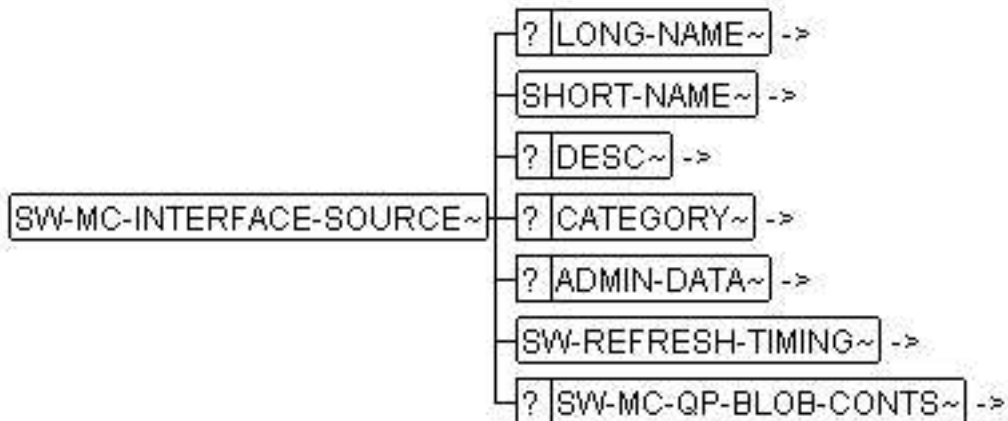 ? LONG-NAME~ ->
SHORT-NAME~ ->
? DESC~ ->
SW-MC-INTERFACE-SOURCE~ ? CATEGORY~ ->
? ADMIN-DATA~ ->
SW-REFRESH-TIMING~ ->
? SW-MC-QP-BLOB-CONTS~ ->